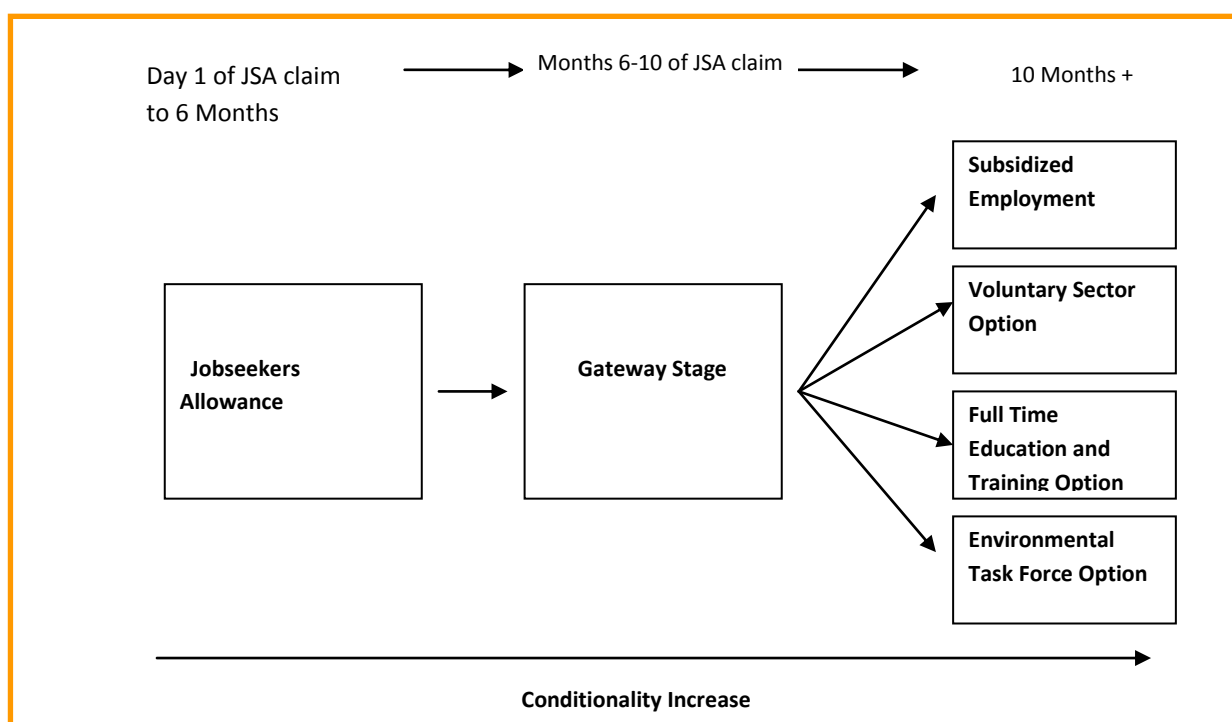 Day 1 of JSA claim
to 6 Months
Months 6-10 of JSA claim
10 Months +
Jobseekers
Allowance
Gateway Stage
Subsidized
Employment
Voluntary Sector
Option
Full Time
Education and
Training Option
Environmental
Task Force Option
Conditionality Increase